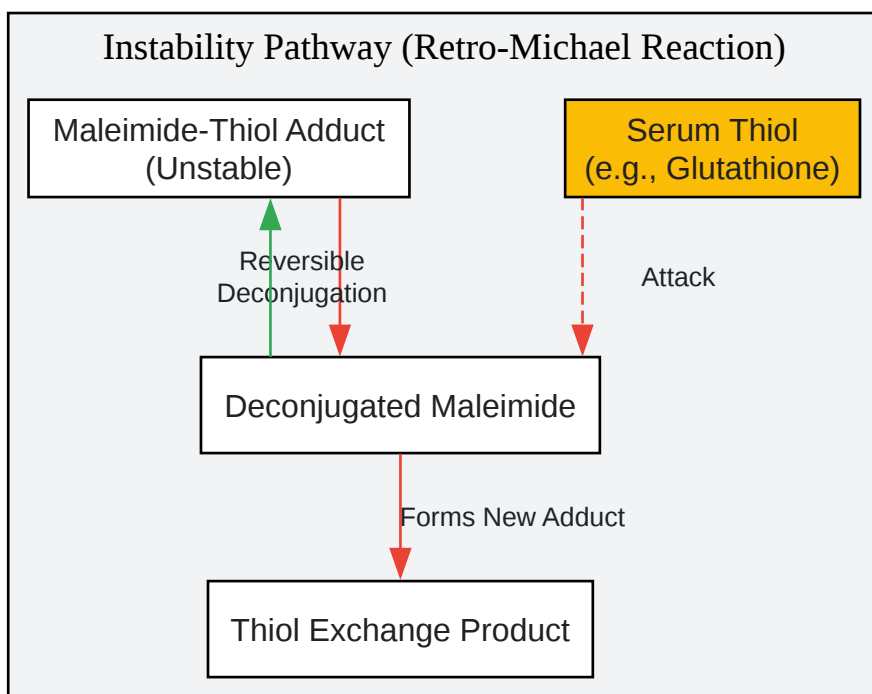 Instability Pathway (Retro-Michael Reaction)
Maleimide-Thiol Adduct
(Unstable)
Serum Thiol
(e.g., Glutathione)
Reversible
Deconjugation
Attack
Deconjugated Maleimide
Forms New Adduct
Thiol Exchange Product